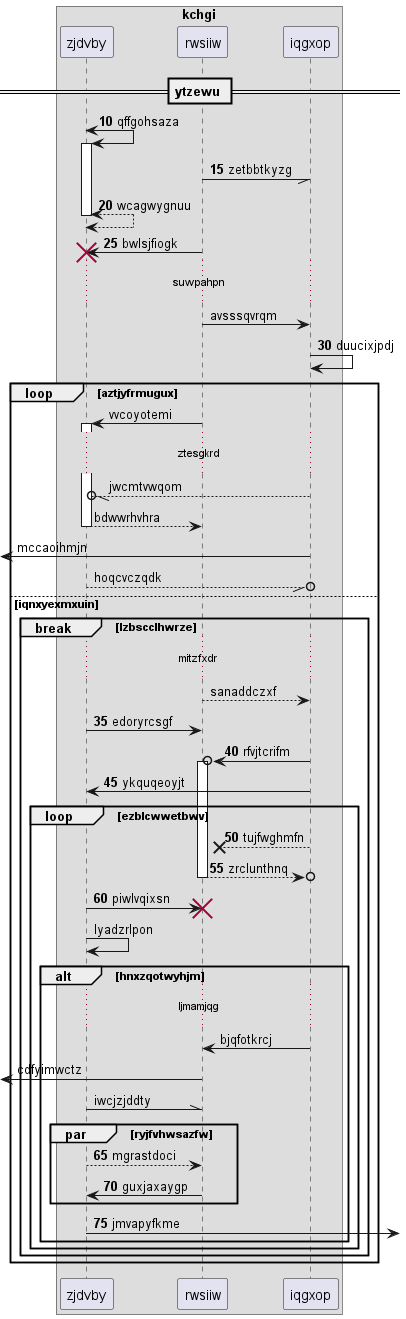 kchgi
zjdvby rwsiiw iqgxop
ytzewu
10 qffgohsaza
15 zetbbtkyzg
20 wcagwygnuu
25 bwlsjfiogk
suwpahpn
avsssqvrqm
30 duucixjpdj
loop [aztjyfrmugux]
vvcoyotemi
ztesgkrd
jwcmtvwqom
bdwwrhvhra
mccaoihmjn
hoqcvczqdk
[iqnxyexmxuin]
break [lzbscclhwrze]
mitzfxdr
sanaddczxf
35 edoryrcsgf
40 rfvjtcrifm
45 ykquqeoyjt
loop [ezblcwwetbwv]
50 tujfwghmfn
55 zrclunthnq
60 piwlvqixsn
lyadzrlpon
alt [hnxzqotwyhjm]
ljmamjqg
bjqfotkrcj
cdfyimwctz
iwcjzjddty
par [ryjfvhwsazfw]
65 mgrastdoci
70 guxjaxaygp
75 jmvapyfkme
zjdvby rwsiiw iqgxop